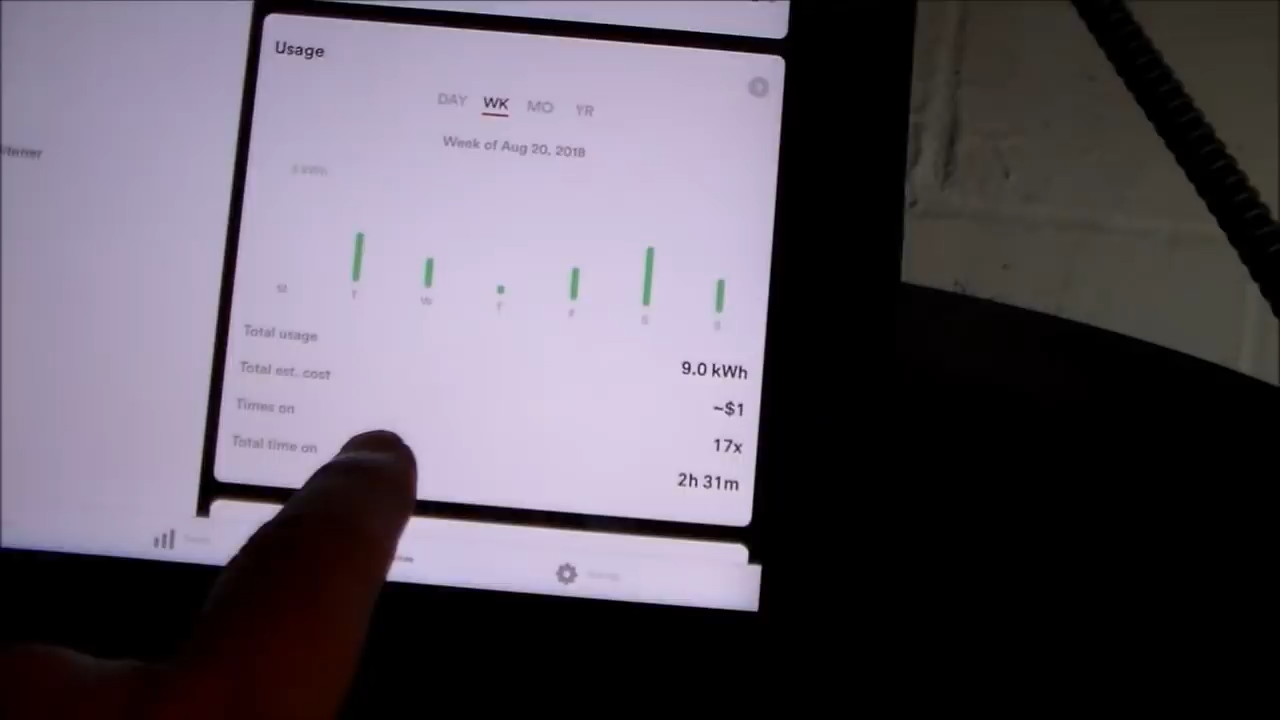 Usage
DAY WK MO YR
Week of Aug 20, 2018
M T W T F S S
Total usage 9.0 kWh
Total est. cost ~$1
Times on 17x
Total time on 2h 31m